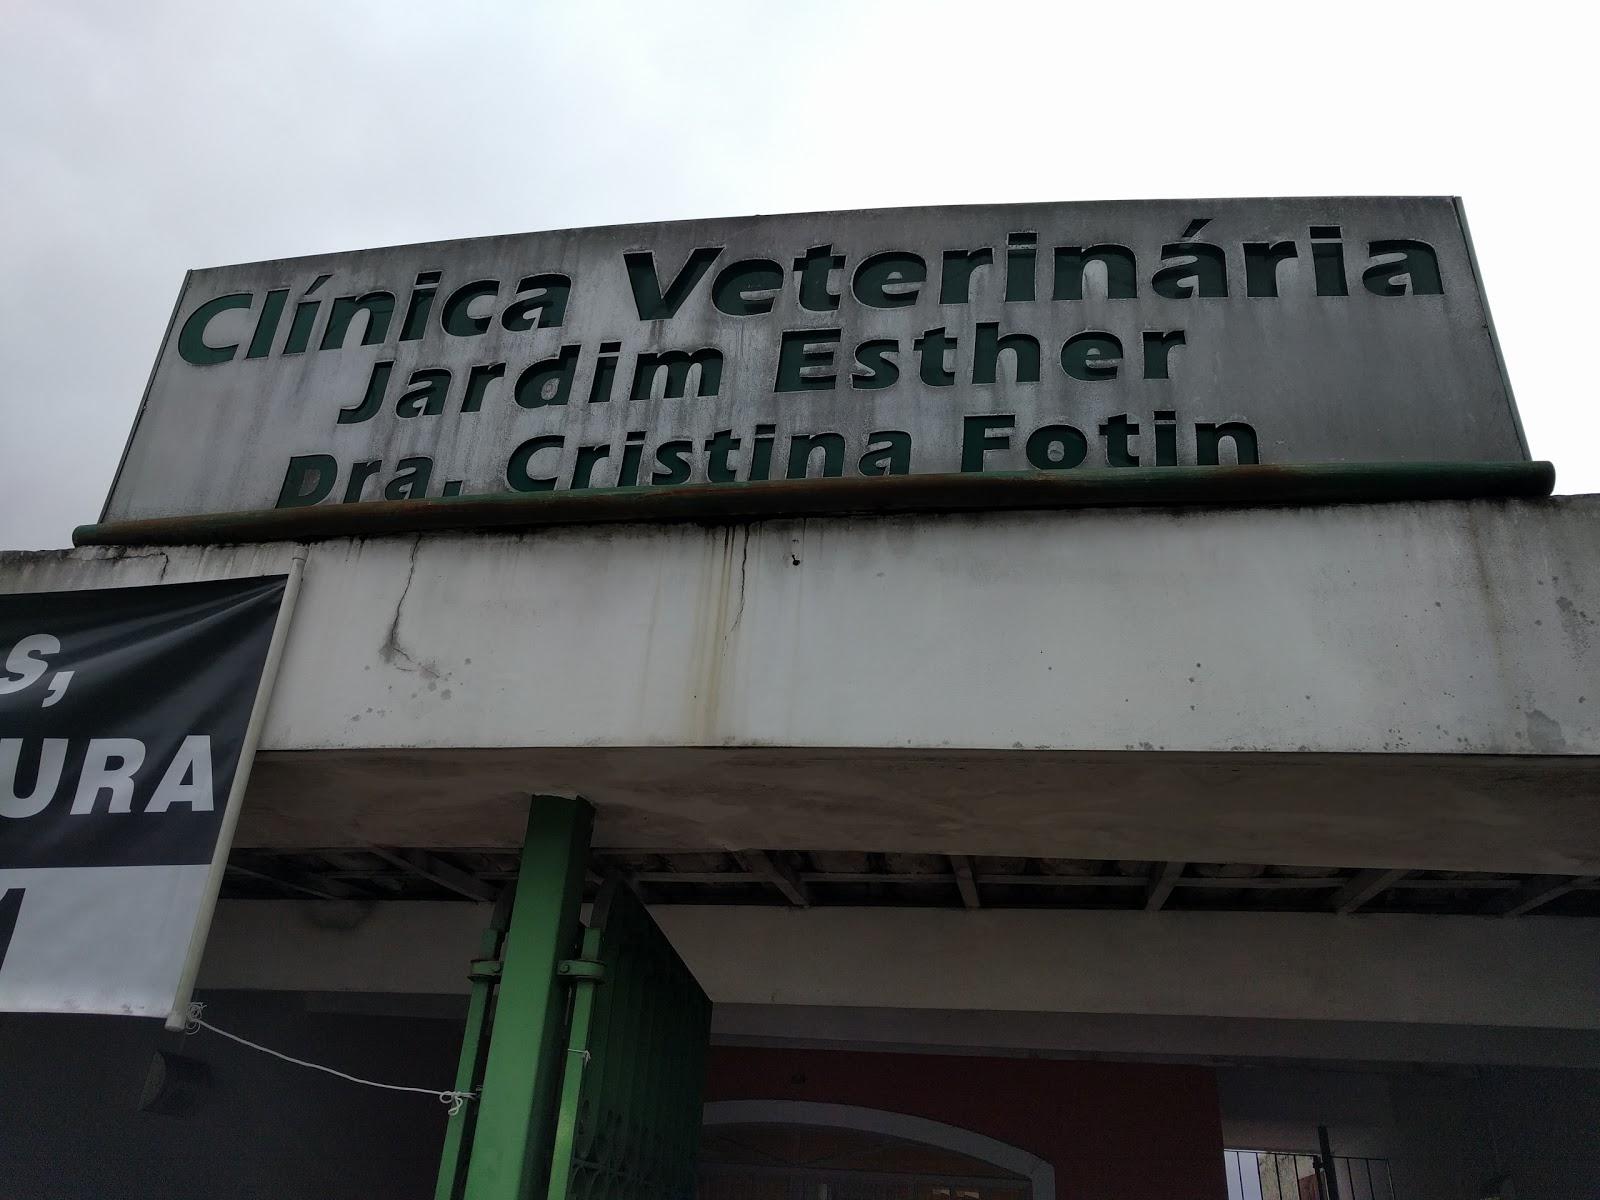 Clínica Veterinária
Jardim Esther
Dra. Cristina Fotin